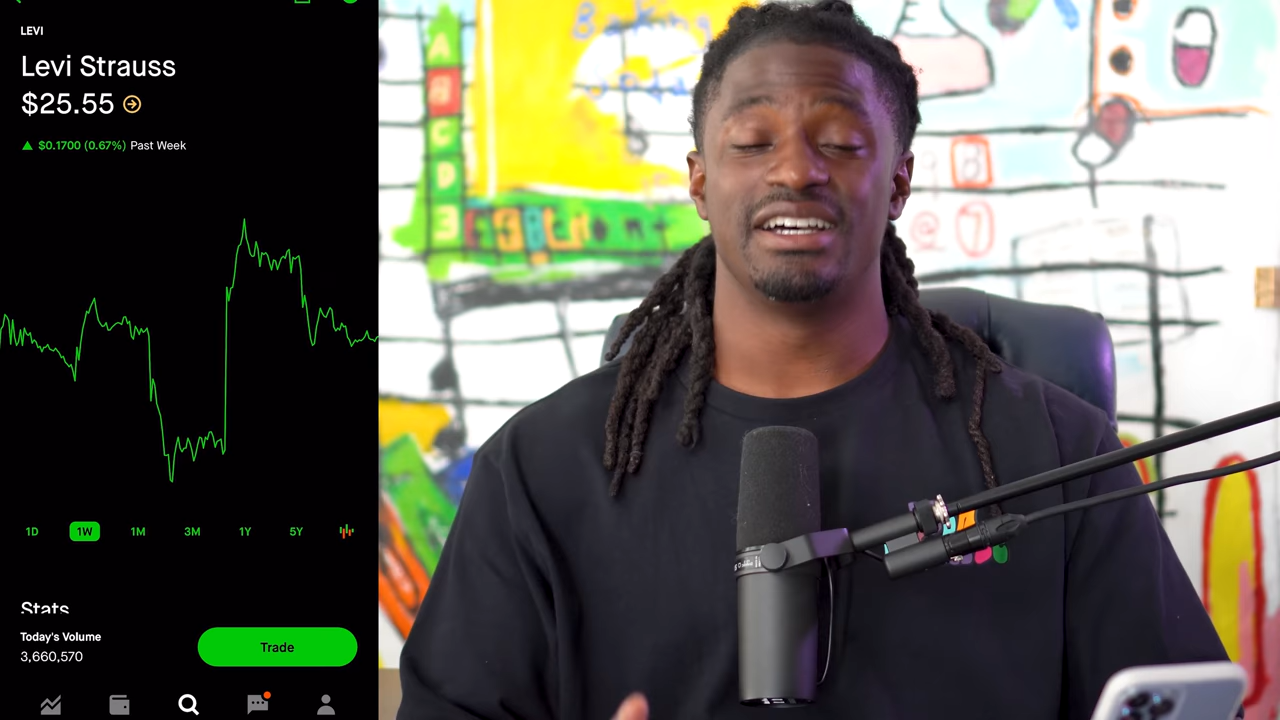 LEVI
Levi Strauss
$25.55
$0.1700 (0.67%) Past Week
1D
1W
1M
3M
1Y
5Y
Stats
Today's Volume
3,660,570
Trade
A
C
D
B
7